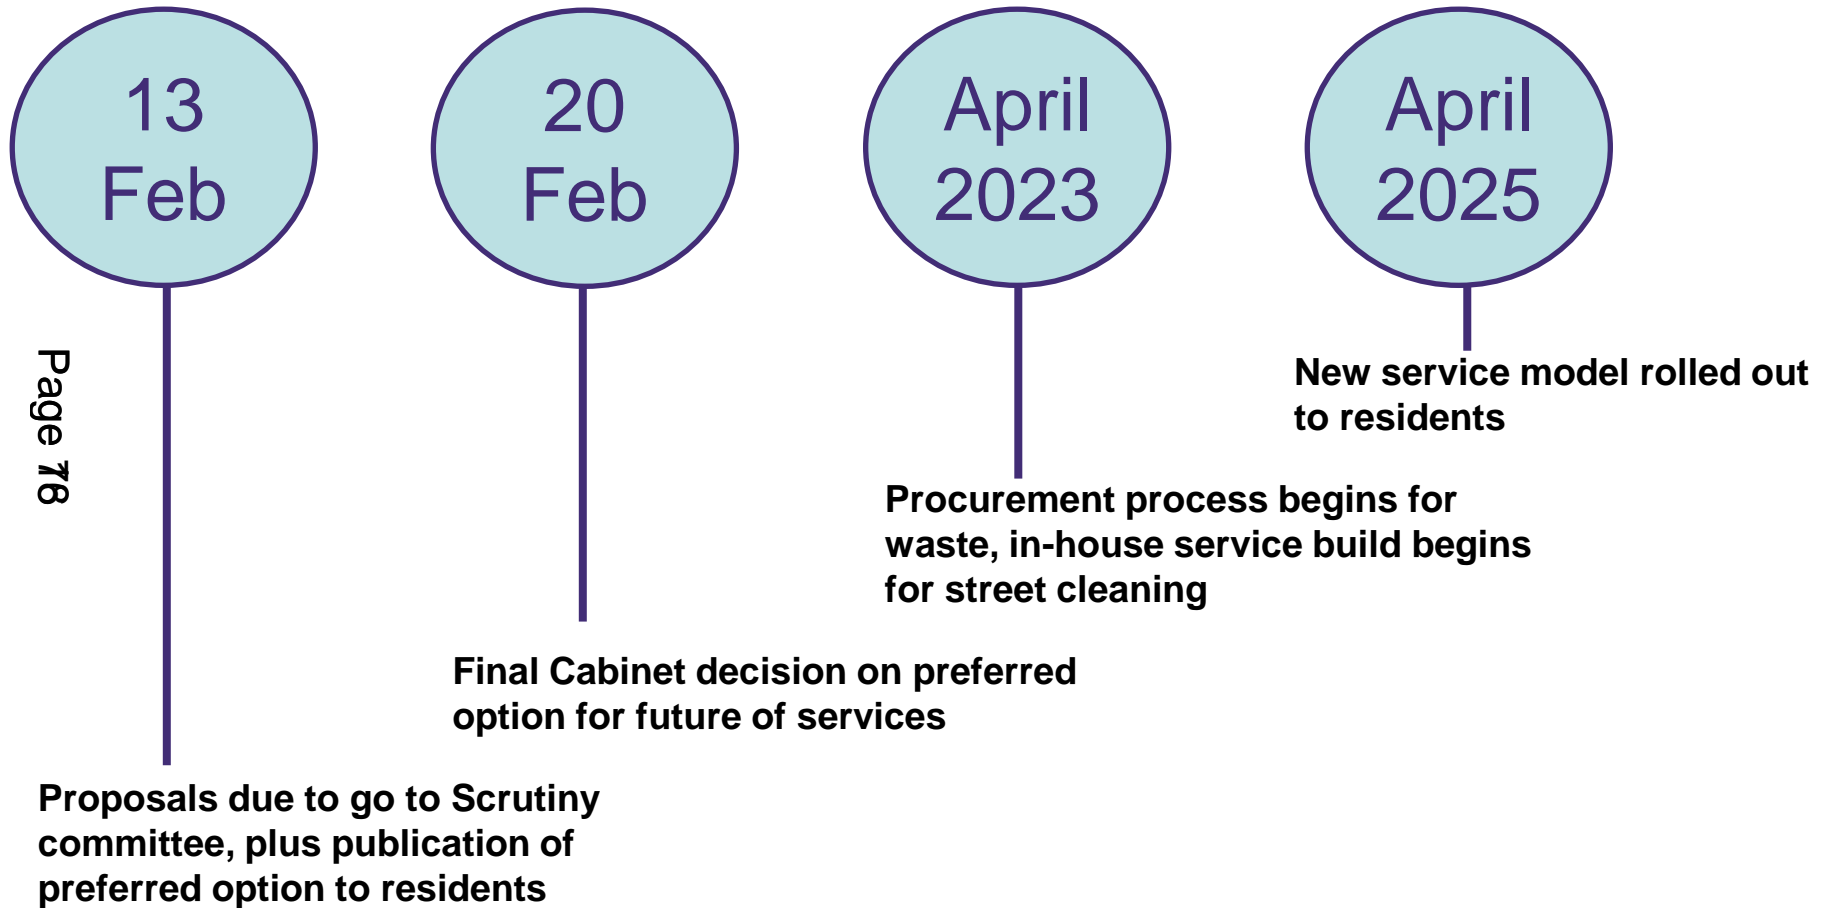 13
Feb
20
Feb
April
2023
April
2025
Page
New service model rolled out
to residents
Procurement process begins for
waste, in-house service build begins
for street cleaning
Final Cabinet decision on preferred
option for future of services
Proposals due to go to Scrutiny
committee, plus publication of
preferred option to residents